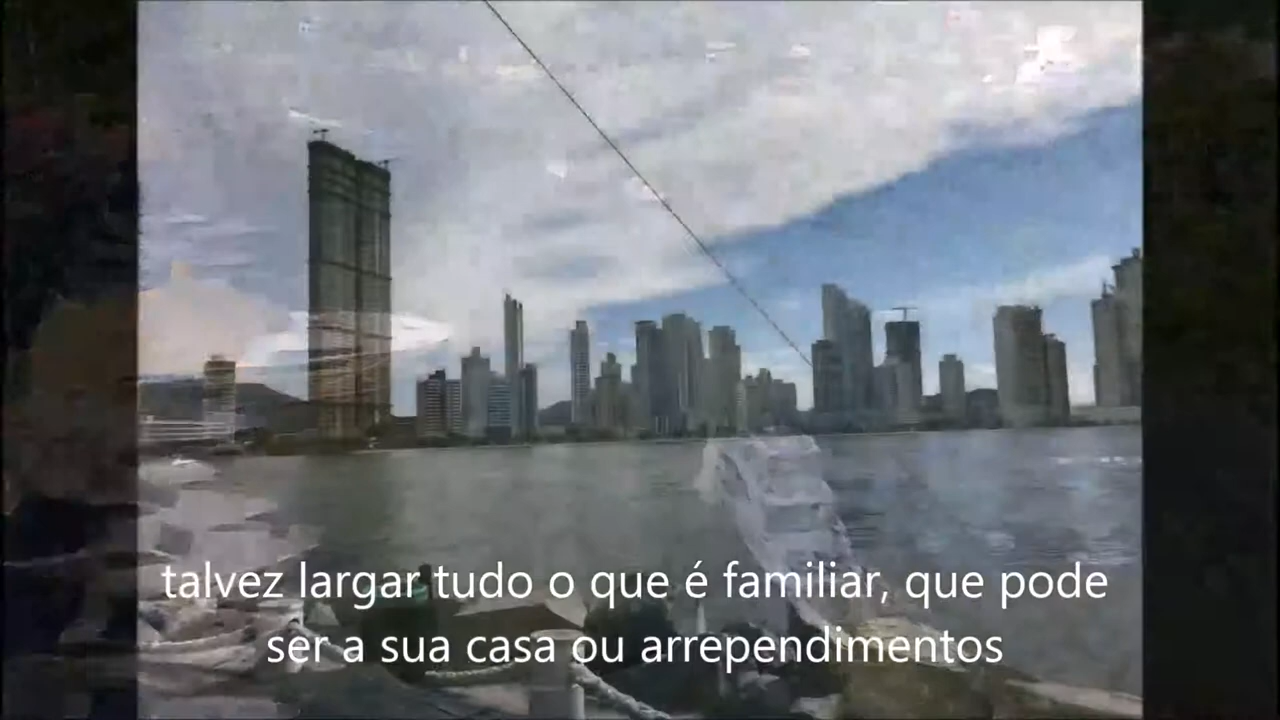 talvez largar tudo o que é familiar, que pode
ser a sua casa ou arrependimentos